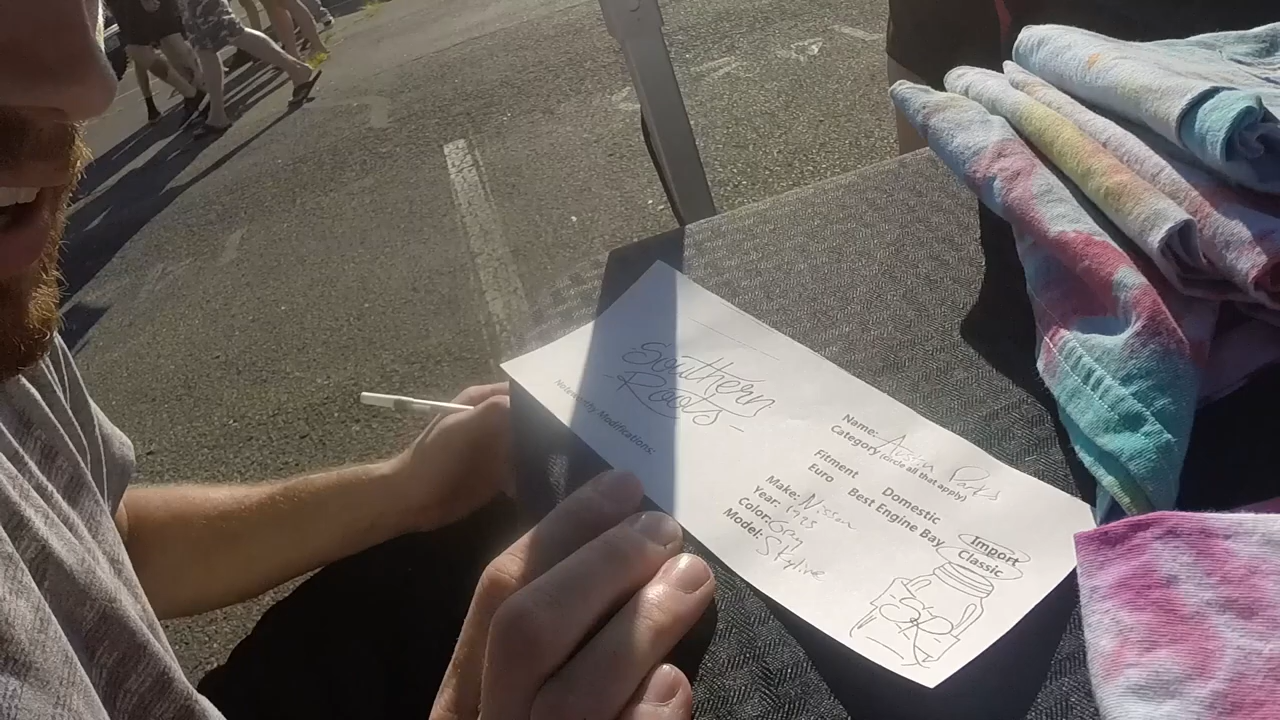 Southern
Roots
Noteworthy Modifications:
Name: Austin Parks
Category (circle all that apply)
Fitment Domestic Import
Euro Best Engine Bay Classic
Make: Nissan
Year: 1995
Color: Gray
Model: Skyline
SR